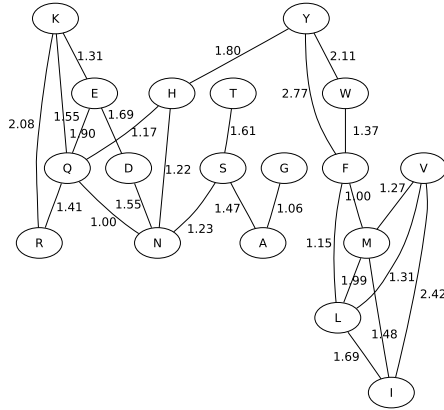 K Y
1.31 1.80 2.11
E H T W
2.08 1.55 1.90 1.69 1.17 2.77 1.61 1.37
Q D S G F V
1.41 1.00 1.55 1.22 1.23 1.47 1.06 1.00 1.27
R N A M
1.15 1.99 1.31 2.42
L
1.48
1.69
I